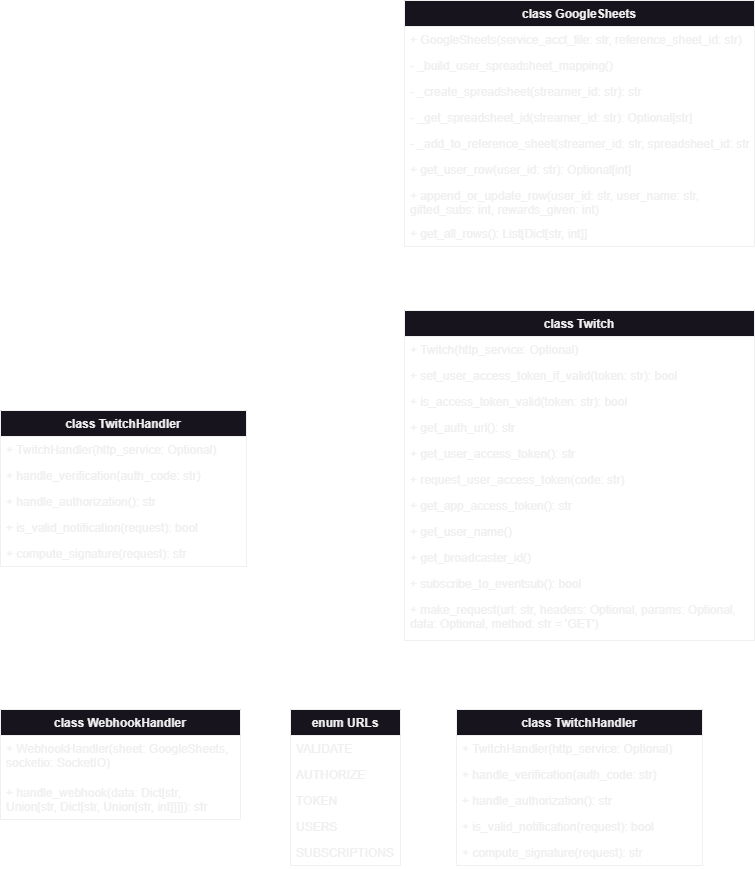 class GoogleSheets
+ GoogleSheets(service_acct_file: str, reference_sheet_id: str)
- _build_user_spreadsheet_mapping()
- _create_spreadsheet(streamer_id: str): str
- _get_spreadsheet_id(streamer_id: str): Optional[str]
- _add_to_reference_sheet(streamer_id: str, spreadsheet_id: str
+ get_user_row(user_id: str): Optional[int]
+ append_or_update_row(user_id: str, user_name: str,
gifted_subs: int, rewards_given: int)
+ get_all_rows(): List[Dict[str, int]]
class Twitch
+ Twitch(http_service: Optional)
+ set_user_access_token_if_valid(token: str): bool
+ is_access_token_valid(token: str): bool
+ get_auth_url(): str
+ get_user_access_token(): str
+ request_user_access_token(code: str)
+ get_app_access_token(): str
+ get_user_name()
+ get_broadcaster_id()
+ subscribe_to_eventsub(): bool
+ make_request(url: str, headers: Optional, params: Optional,
data: Optional, method: str = 'GET')
class TwitchHandler
+ TwitchHandler(http_service: Optional)
+ handle_verification(auth_code: str)
+ handle_authorization(): str
+ is_valid_notification(request): bool
+ compute_signature(request): str
class WebhookHandler
+ WebhookHandler(sheet: GoogleSheets,
socketio: SocketIO)
+ handle_webhook(data: Dict[str,
Union[str, Dict[str, Union[str, int]]]]): str
enum URLs
VALIDATE
AUTHORIZE
TOKEN
USERS
SUBSCRIPTIONS
class TwitchHandler
+ TwitchHandler(http_service: Optional)
+ handle_verification(auth_code: str)
+ handle_authorization(): str
+ is_valid_notification(request): bool
+ compute_signature(request): str